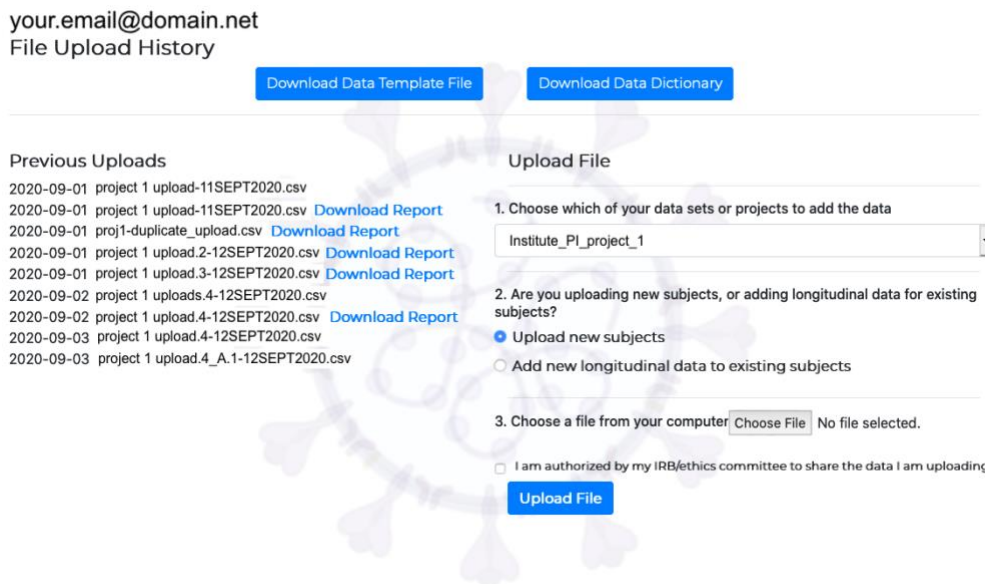 your.email@domain.net
File Upload History
Download Data Template File
Download Data Dictionary
Previous Uploads
2020-09-01 project 1 upload-11SEPT2020.csv
2020-09-01 project 1 upload-11SEPT2020.csv Download Report
2020-09-01 proj1-duplicate_upload.csv Download Report
2020-09-01 project 1 upload.2-12SEPT2020.csv Download Report
2020-09-01 project 1 upload.3-12SEPT2020.csv Download Report
2020-09-02 project 1 uploads.4-12SEPT2020.csv
2020-09-02 project 1 upload.4-12SEPT2020.csv Download Report
2020-09-03 project 1 upload.4-12SEPT2020.csv
2020-09-03 project 1 upload.4_A.1-12SEPT2020.csv
Upload File
1. Choose which of your data sets or projects to add the data
Institute_PI_project_1
2. Are you uploading new subjects, or adding longitudinal data for existing
subjects?
Upload new subjects
Add new longitudinal data to existing subjects
3. Choose a file from your computer Choose File No file selected.
I am authorized by my IRB/ethics committee to share the data I am uploading
Upload File